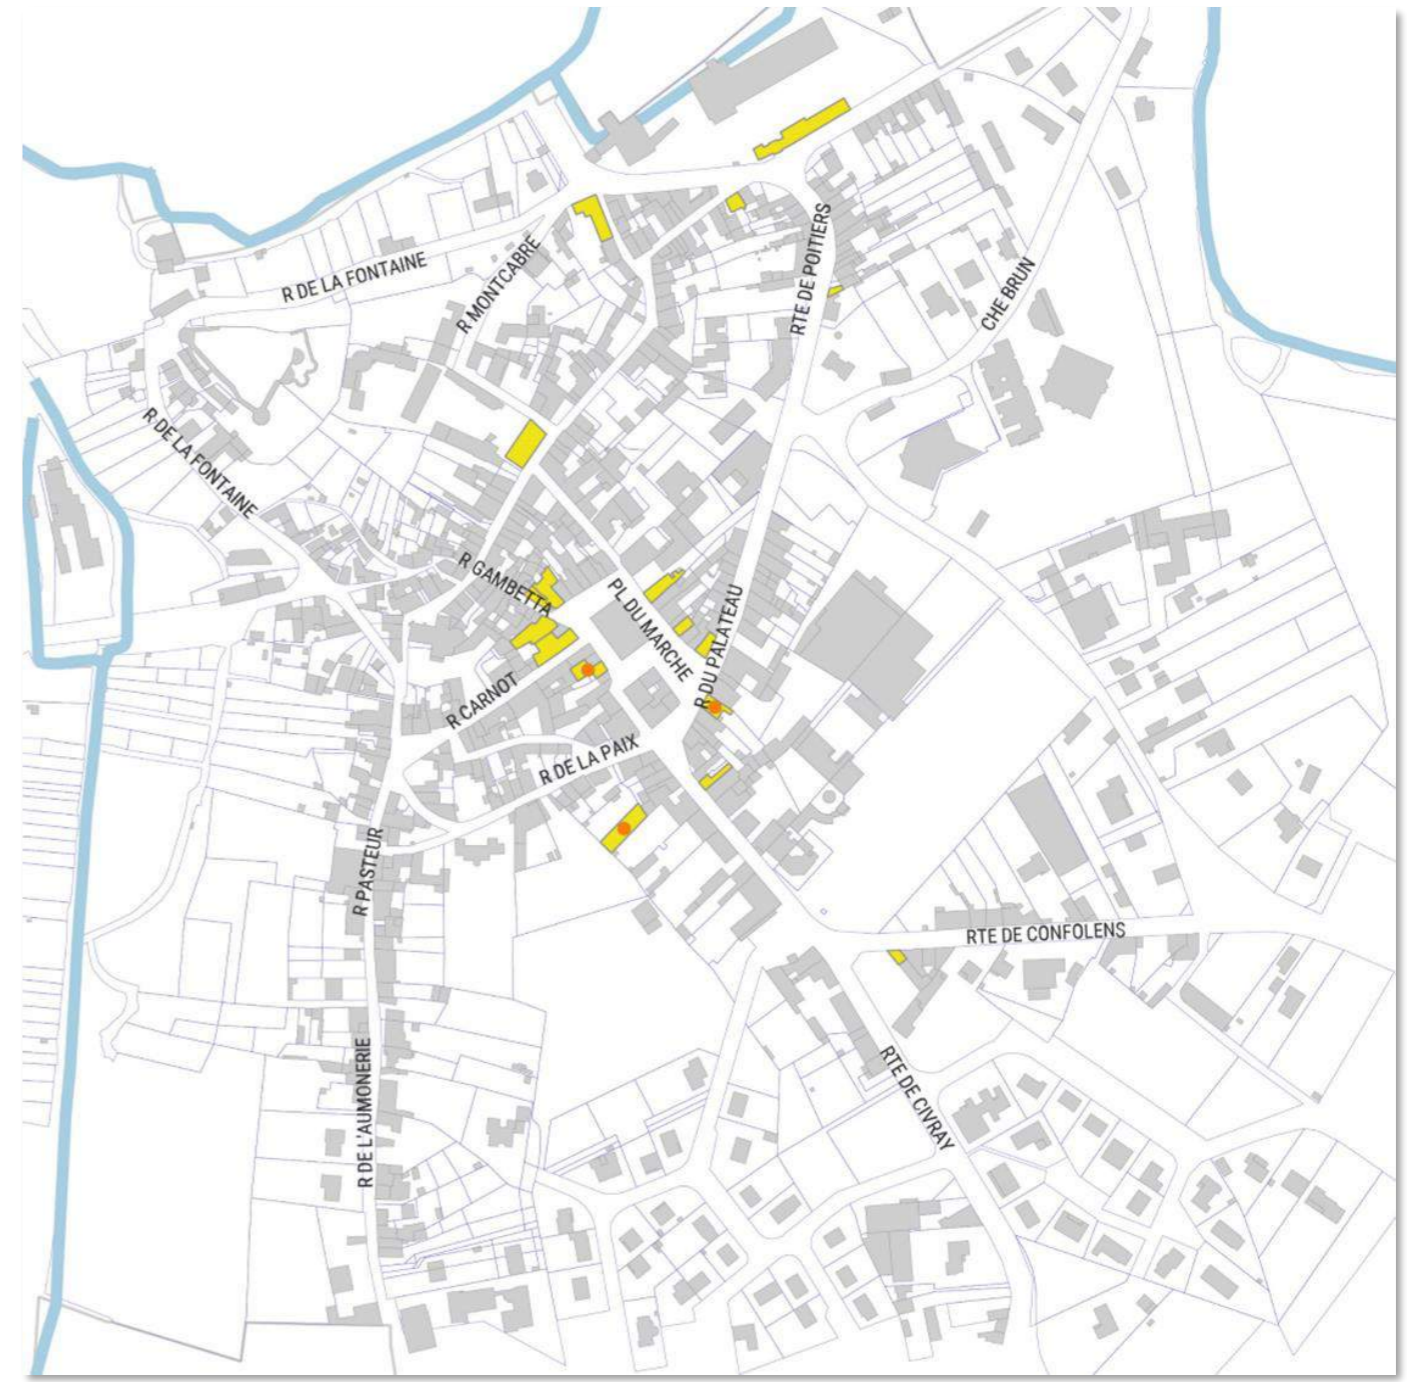 RTE DE POITIERS
R MONTCABRE
R DE LA FONTAINE
CHE BRUN
R DE LA FONTAINE
R GAMBETTA
PL DU MARCHE
R DU PALATEAU
R CARNOT
R DE LA PAIX
R PASTEUR
RTE DE CONFOLENS
RTE DE CIVRAY
R DE L'AUMONERIE